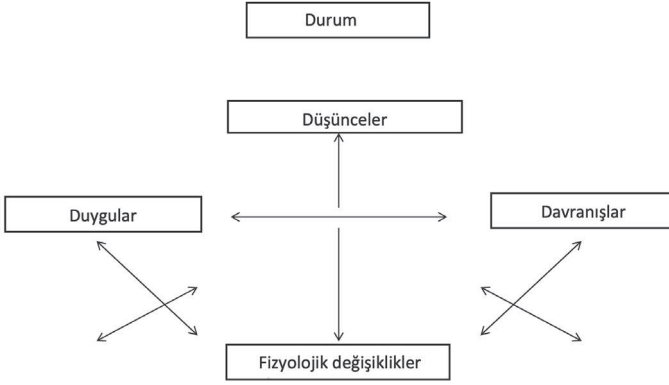 Durum
Düşünceler
Duygular
Davranışlar
Fizyolojik değişiklikler